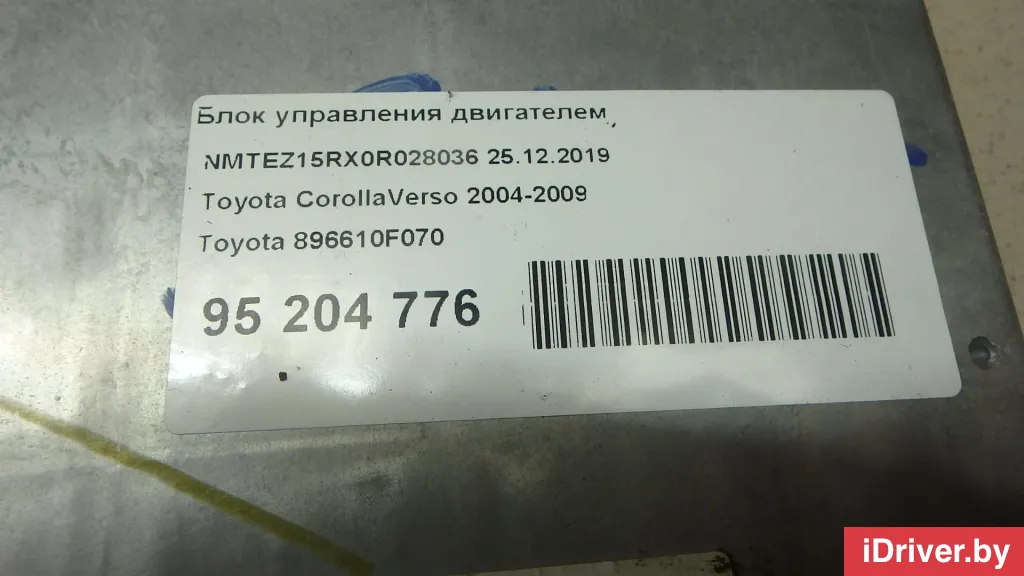 Блок управления двигателем,
NMTEZ15RX0R028036 25.12.2019
Toyota CorollaVerso 2004-2009
Toyota 896610F070
95 204 776
iDriver.by